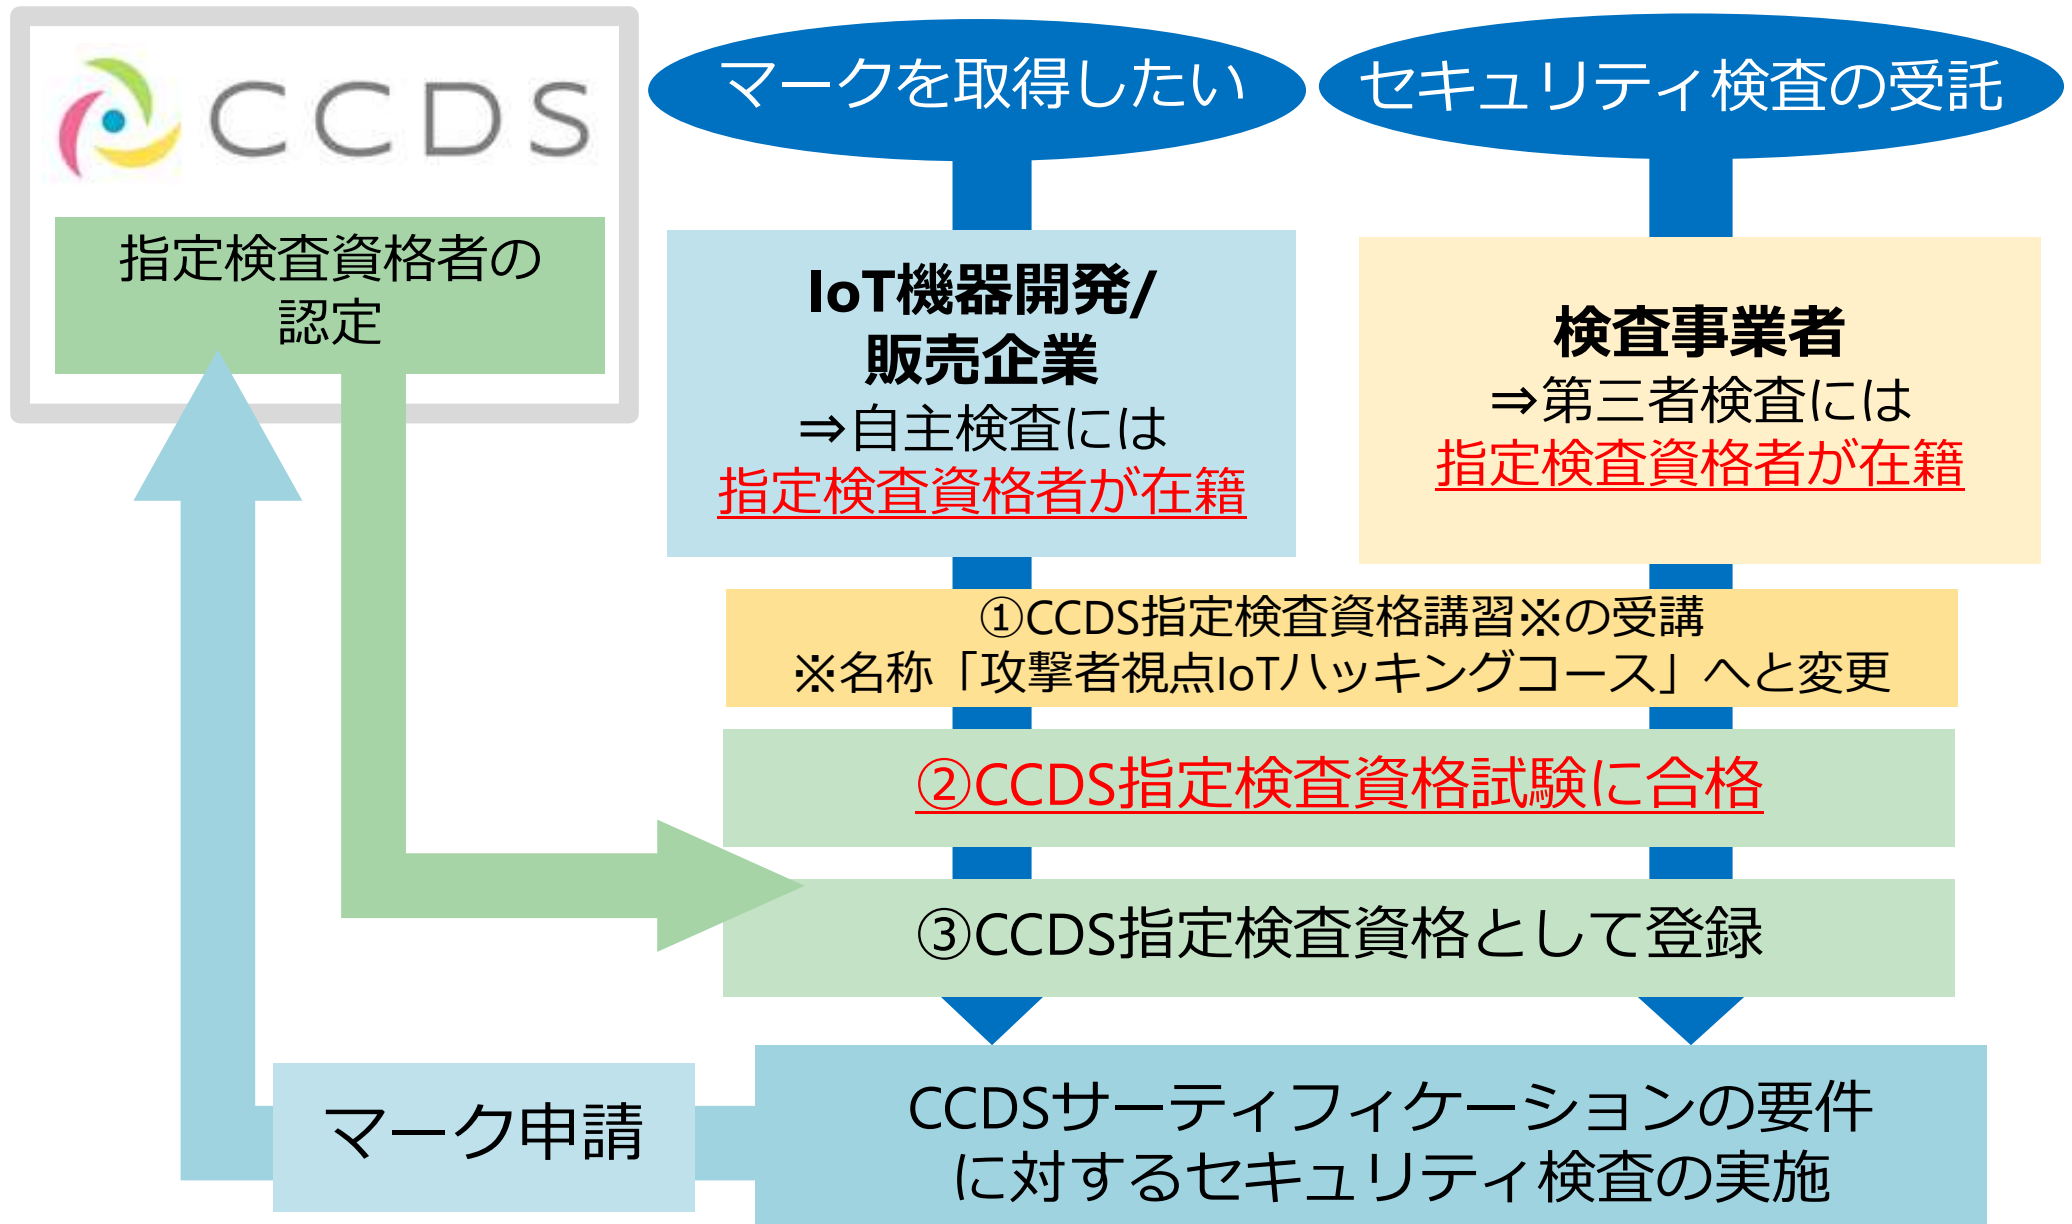 CCDS
指定検査資格者の
認定
マークを取得したい
セキュリティ検査の受託
IoT機器開発/
販売企業
⇒自主検査には
指定検査資格者が在籍
検査事業者
⇒第三者検査には
指定検査資格者が在籍
①CCDS指定検査資格講習※の受講
※名称「攻撃者視点IoTハッキングコース」へと変更
②CCDS指定検査資格試験に合格
③CCDS指定検査資格として登録
CCDSサーティフィケーションの要件
に対するセキュリティ検査の実施
マーク申請